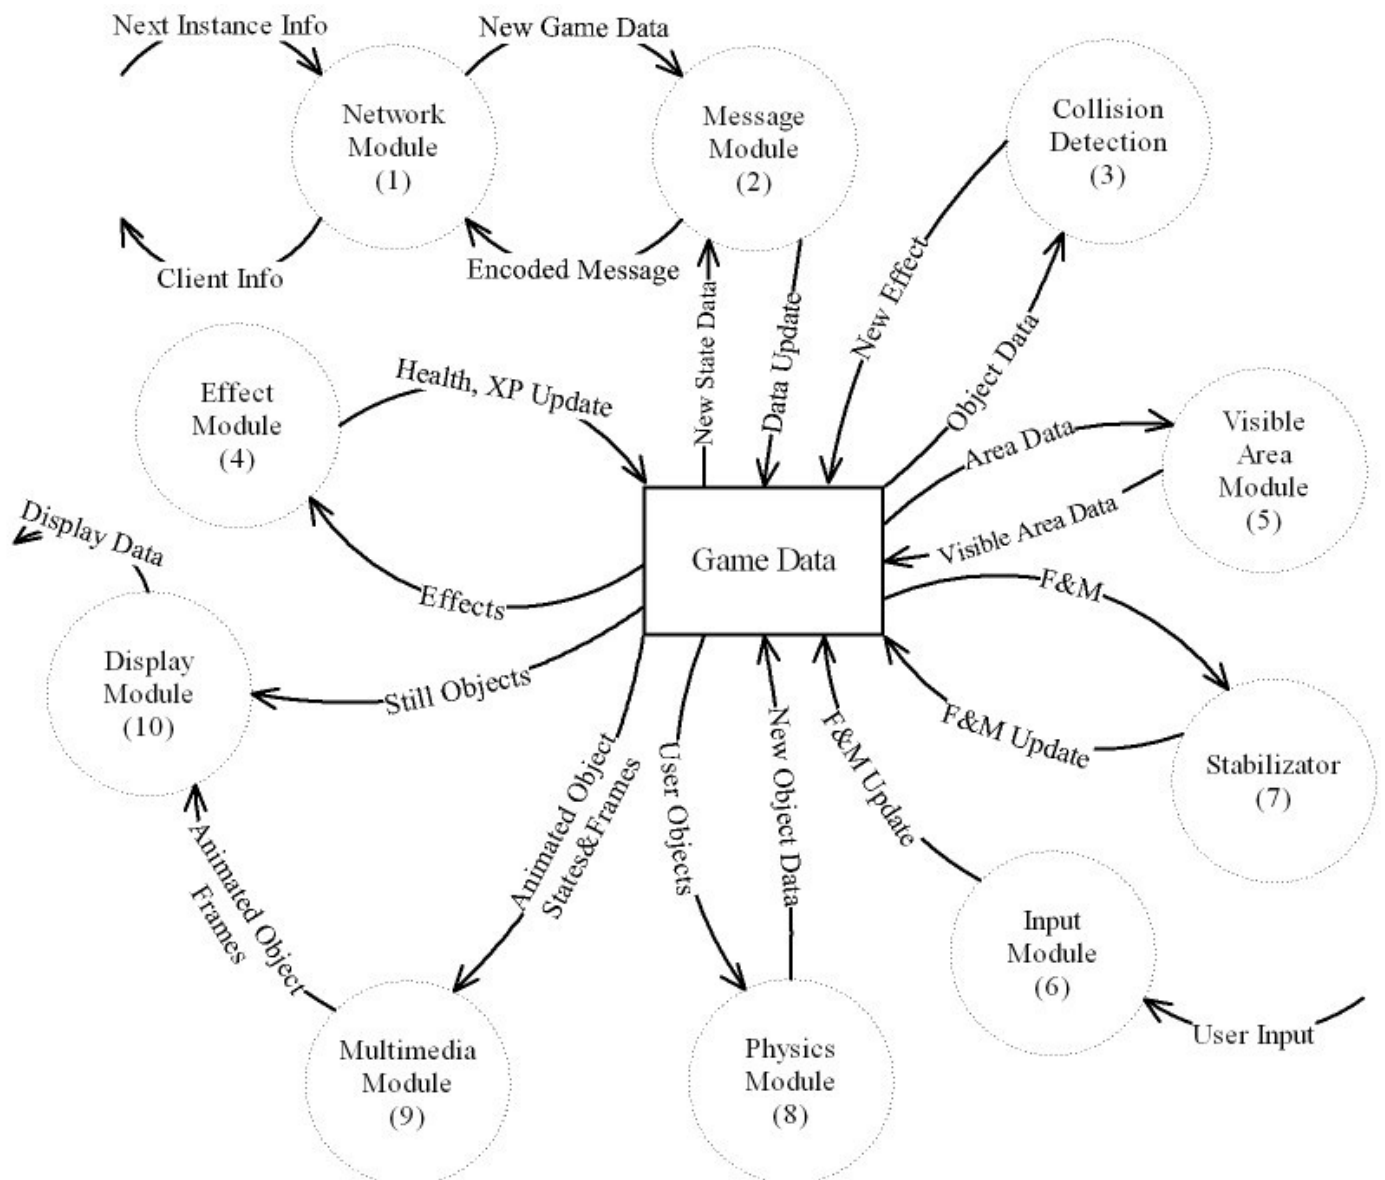 Next Instance Info
New Game Data
Network
Module
(1)
Message
Module
(2)
Collision
Detection
(3)
Client Info
Encoded Message
New State Data
Data Update
New Effect
Object Data
Effect
Module
(4)
Health, XP Update
Area Data
Visible
Area
Module
(5)
Visible Area Data
Display Data
Game Data
Effects
F&M
Display
Module
(10)
Still Objects
F&M Update
Stabilizator
(7)
Animated Object
States&Frames
User Objects
New Object Data
F&M Update
Animated Object
Frames
Input
Module
(6)
User Input
Multimedia
Module
(9)
Physics
Module
(8)